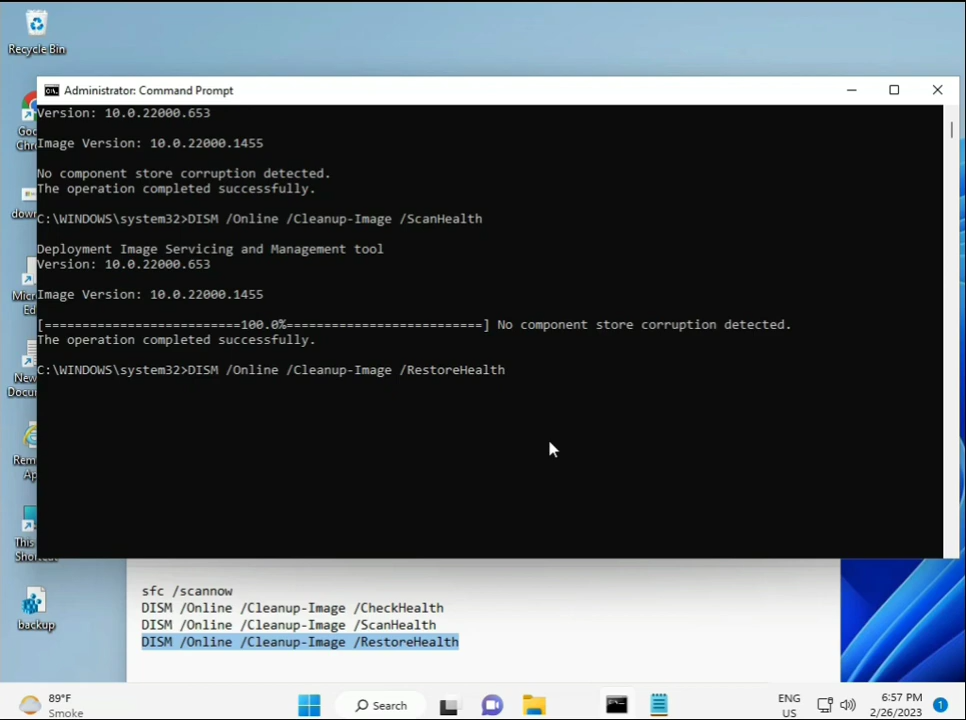 Recycle Bin
Administrator: Command Prompt
Version: 10.0.22000.653
Image Version: 10.0.22000.1455
No component store corruption detected.
The operation completed successfully.
C:\WINDOWS\system32>DISM /Online /Cleanup-Image /ScanHealth
Deployment Image Servicing and Management tool
Version: 10.0.22000.653
Image Version: 10.0.22000.1455
[==========================100.0%==========================] No component store corruption detected.
The operation completed successfully.
C:\WINDOWS\system32>DISM /Online /Cleanup-Image /RestoreHealth
backup
sfc /scannow
DISM /Online /Cleanup-Image /CheckHealth
DISM /Online /Cleanup-Image /ScanHealth
DISM /Online /Cleanup-Image /RestoreHealth
89°F
Smoke
Search
ENG
US
6:57 PM
2/26/2023
1